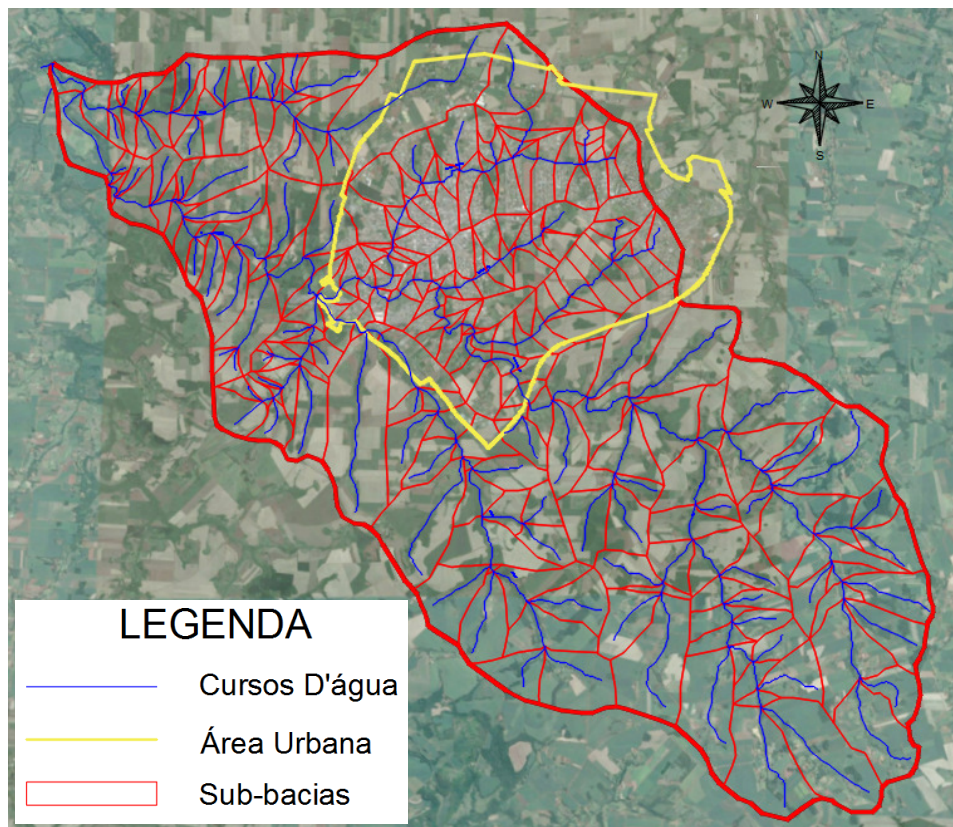 N
W
E
S
LEGENDA
Cursos D'água
Área Urbana
Sub-bacias